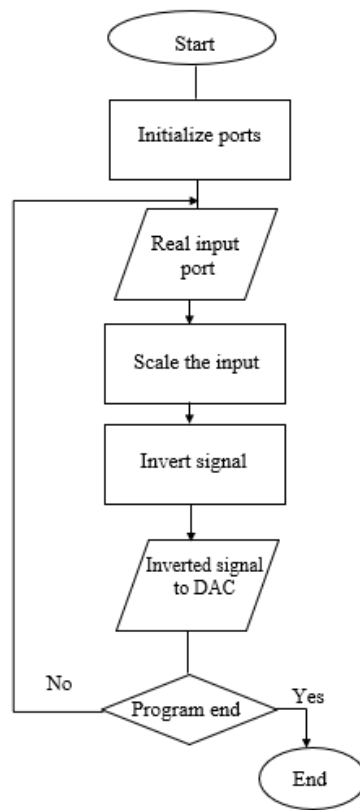 Start
Initialize ports
Real input
port
Scale the input
Invert signal
Inverted signal
to DAC
No
Yes
Program end
End